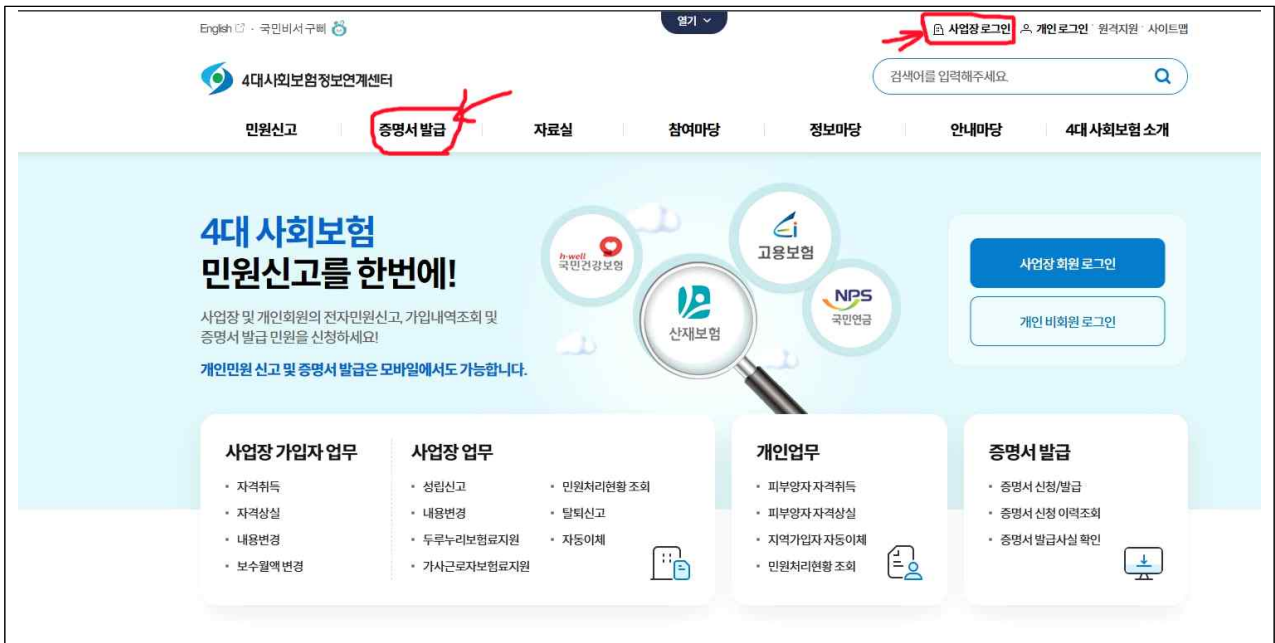 English · 국민비서 구삐
열기
사업장 로그인 개인 로그인 원격지원 사이트맵
4대사회보험정보연계센터
검색어를 입력해주세요.
민원신고 증명서 발급 자료실 참여마당 정보마당 안내마당 4대 사회보험 소개
4대 사회보험
민원신고를 한번에!
사업장 및 개인회원의 전자민원신고, 가입내역조회 및
증명서 발급 민원을 신청하세요!
개인민원 신고 및 증명서 발급은 모바일에서도 가능합니다.
h-well
국민건강보험
고용보험
산재보험
NPS
국민연금
사업장 회원 로그인
개인 비회원 로그인
사업장 가입자 업무
· 자격취득
· 자격상실
· 내용변경
· 보수월액 변경
사업장 업무
· 성립신고
· 내용변경
· 두루누리보험료지원
· 가사근로자보험료지원
· 민원처리현황 조회
· 탈퇴신고
· 자동이체
개인업무
· 피부양자 자격취득
· 피부양자 자격상실
· 지역가입자 자동이체
· 민원처리현황 조회
증명서 발급
· 증명서 신청/발급
· 증명서 신청 이력조회
· 증명서 발급사실 확인